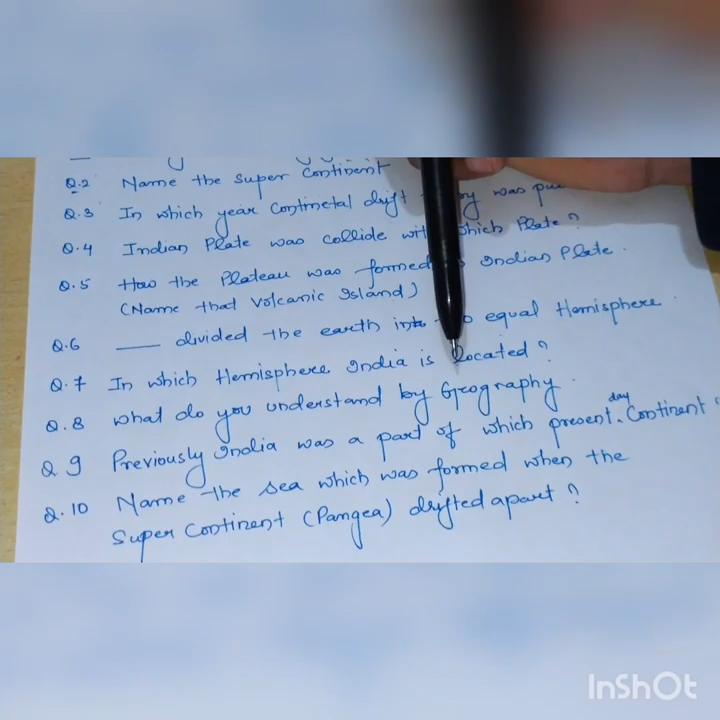 Q.2 Name the Super Continent
Q.3 In which year Continetal drift was
Q.4 Indian Plate was collide with which Plate?
Q.5 How the Plateau was formed Indian Plate.
(Name that Volcanic Island)
Q.6 ___ divided the earth into two equal Hemisphere.
Q.7 In which Hemisphere India is located?
Q.8 What do you understand by Geography.
Q 9 Previously India was a part of which present day Continent?
Q.10 Name the sea which was formed when the
Super Continent (Pangea) drifted apart?
InShOt